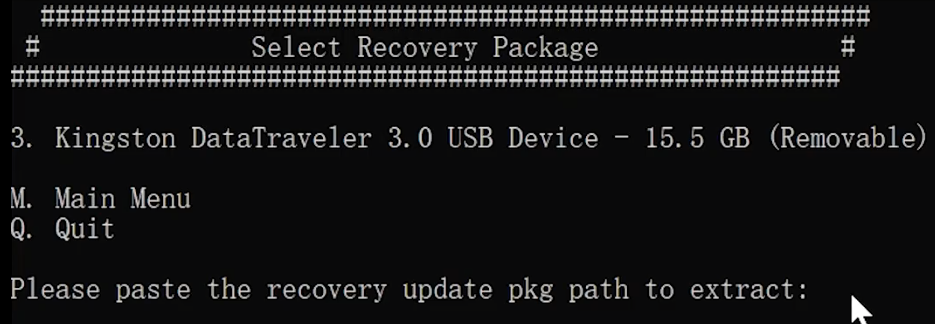 #######################################################
# Select Recovery Package #
#######################################################
3. Kingston DataTraveler 3.0 USB Device - 15.5 GB (Removable)
M. Main Menu
Q. Quit
Please paste the recovery update pkg path to extract: